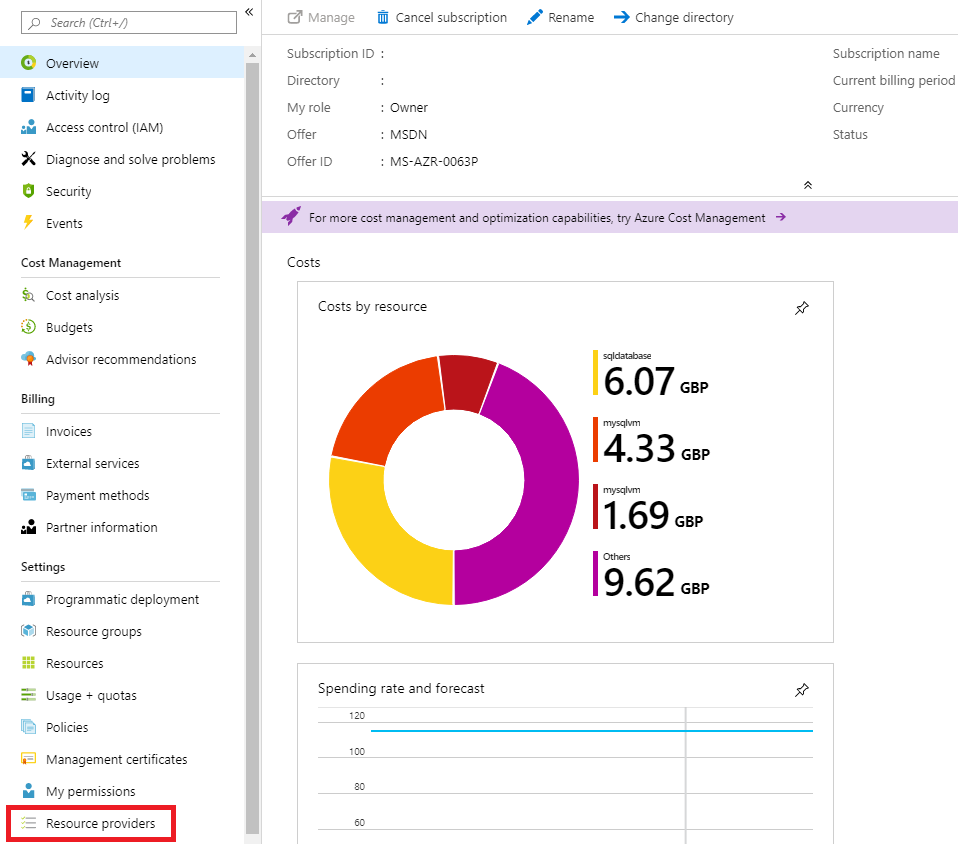 Search (Ctrl+/)
«
Overview
Activity log
Access control (IAM)
Diagnose and solve problems
Security
Events
Cost Management
Cost analysis
Budgets
Advisor recommendations
Billing
Invoices
External services
Payment methods
Partner information
Settings
Programmatic deployment
Resource groups
Resources
Usage + quotas
Policies
Management certificates
My permissions
Resource providers
Manage Cancel subscription Rename Change directory
Subscription ID :
Directory :
My role : Owner
Offer : MSDN
Offer ID : MS-AZR-0063P
Subscription name
Current billing period
Currency
Status
For more cost management and optimization capabilities, try Azure Cost Management →
Costs
Costs by resource
sqldatabase
6.07 GBP
mysqlvm
4.33 GBP
mysqlvm
1.69 GBP
Others
9.62 GBP
Spending rate and forecast
120
100
80
60